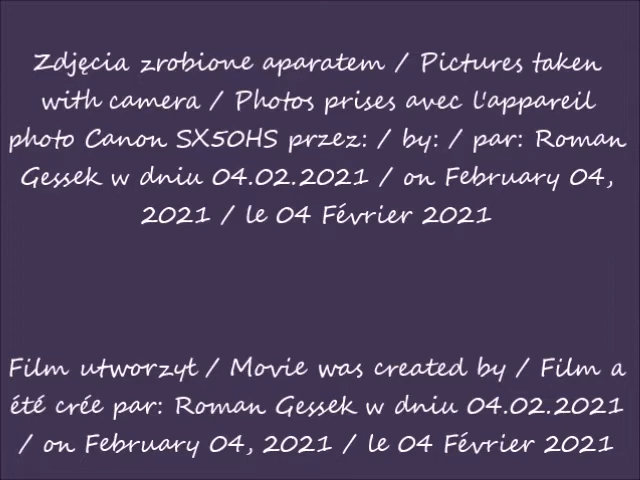 Zdjęcia zrobione aparatem / Pictures taken
with camera / Photos prises avec l'appareil
photo Canon SX50HS przez: / by: / par: Roman
Gessek w dniu 04.02.2021 / on February 04,
2021 / le 04 Février 2021
Film utworzył / Movie was created by / Film a
été crée par: Roman Gessek w dniu 04.02.2021
/ on February 04, 2021 / le 04 Février 2021